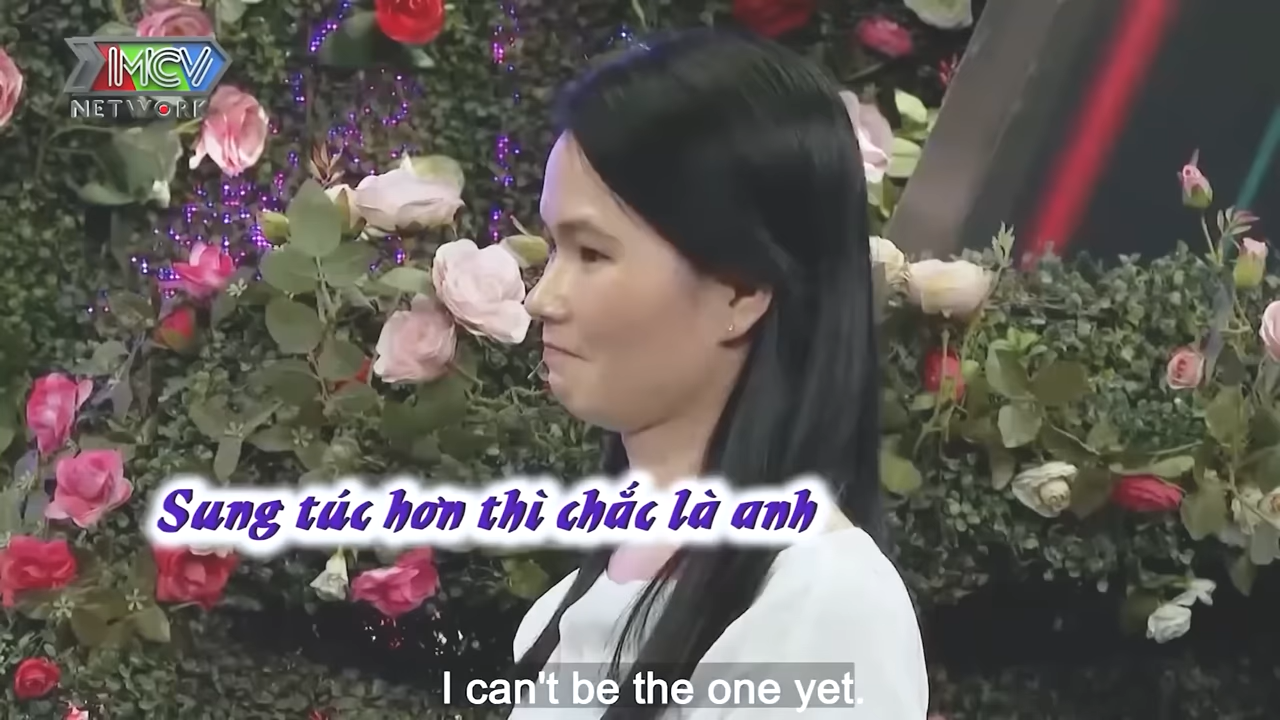 MCV
NETWORK
Sung túc hơn thì chắc là anh
I can't be the one yet.